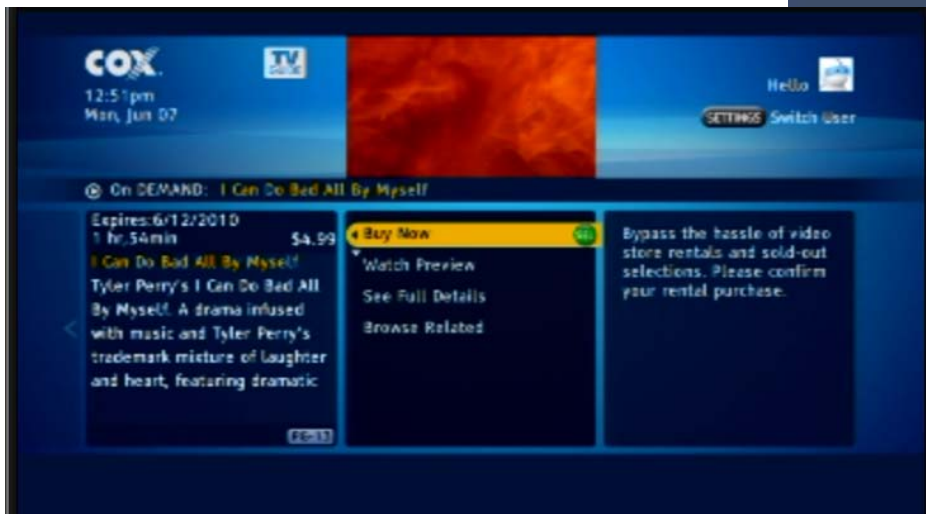 COX.
TV
GUIDE
12:51pm
Mon, Jun 07
Hello
SETTINGS Switch User
On DEMAND: I Can Do Bad All By Myself
Expires:6/12/2010
1 hr,54min $4.99
I Can Do Bad All By Myself
Tyler Perry's I Can Do Bad All
By Myself. A drama infused
with music and Tyler Perry's
trademark mixture of laughter
and heart, featuring dramatic
PG-13
Buy Now SEL
Watch Preview
See Full Details
Browse Related
Bypass the hassle of video
store rentals and sold-out
selections. Please confirm
your rental purchase.